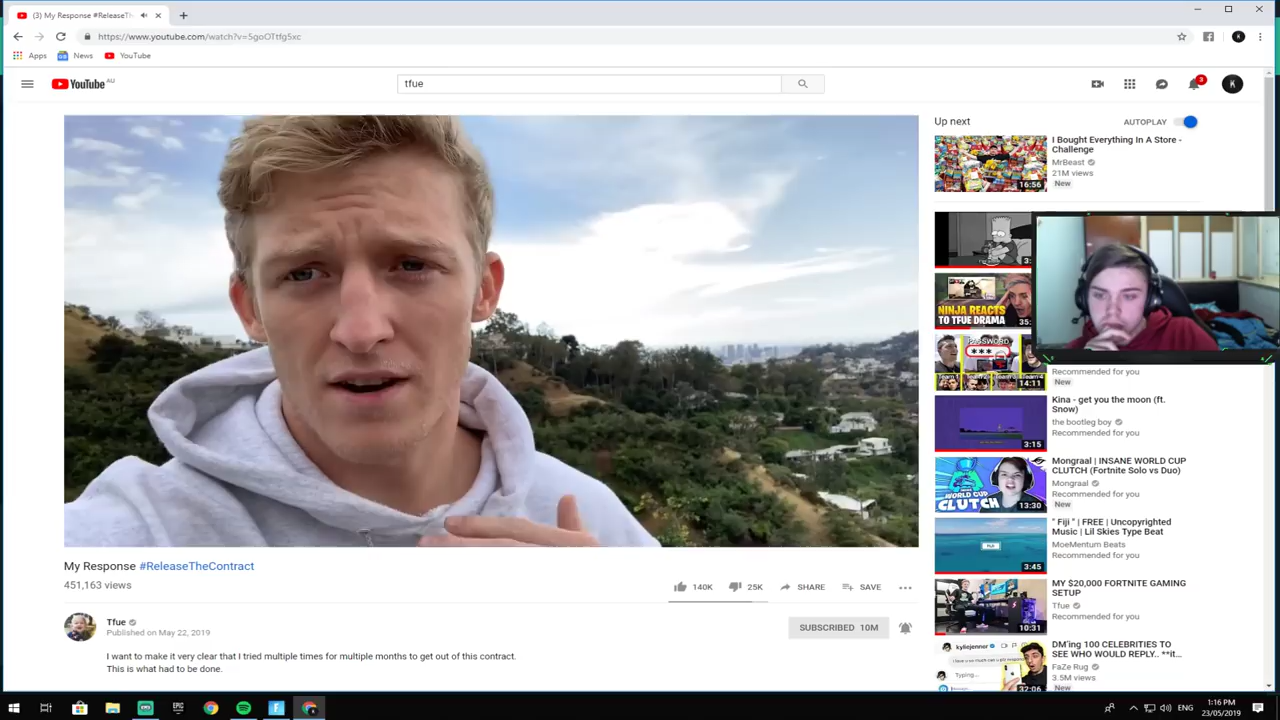 (3) My Response #ReleaseThe
https://www.youtube.com/watch?v=5goOTtfg5xc
Apps
News
YouTube
YouTube AU
tfue
3
K
Up next
AUTOPLAY
I Bought Everything In A Store -
Challenge
MrBeast
21M views
New
16:56
NINJA REACTS
TO TFUE DRAMA
35:
PASSWORD
***
14:11
Recommended for you
New
Kina - get you the moon (ft.
Snow)
the bootleg boy
Recommended for you
3:15
Mongraal | INSANE WORLD CUP
CLUTCH (Fortnite Solo vs Duo)
Mongraal
Recommended for you
New
WORLD CUP
CLUTCH
13:30
" Fiji " | FREE | Uncopyrighted
Music | Lil Skies Type Beat
MoeMentum Beats
Recommended for you
3:45
MY $20,000 FORTNITE GAMING
SETUP
Tfue
Recommended for you
10:31
DM'ing 100 CELEBRITIES TO
SEE WHO WOULD REPLY.. **it...
FaZe Rug
3.5M views
New
kyliejenner
Typing...
32:06
My Response #ReleaseTheContract
451,163 views
140K
25K
SHARE
SAVE
Tfue
Published on May 22, 2019
SUBSCRIBED 10M
I want to make it very clear that I tried multiple times for multiple months to get out of this contract.
This is what had to be done.
EPIC
ENG
1:16 PM
23/05/2019